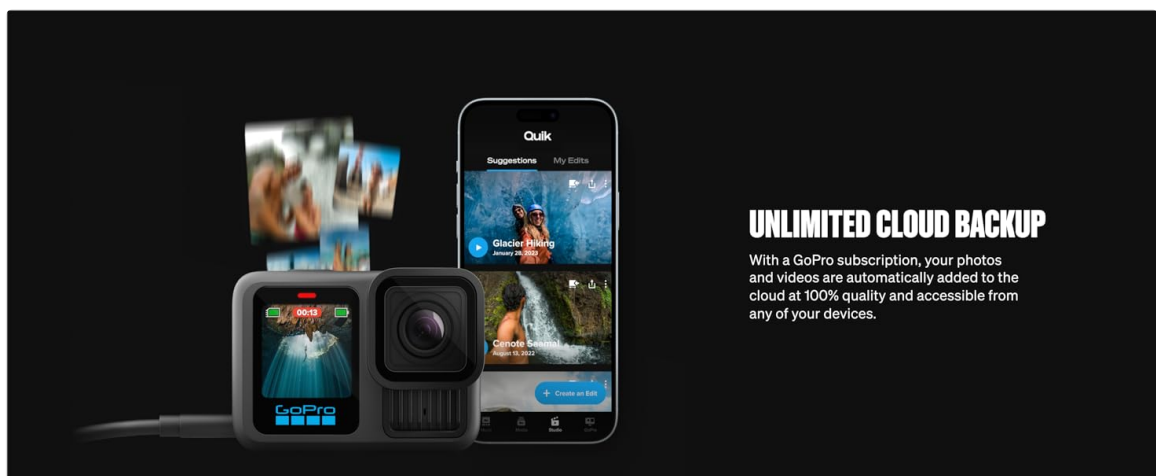 Quik
Suggestions My Edits
Glacier Hiking
January 28, 2023
Cenote Saamal
August 13, 2022
+ Create an Edit
Studio
GoPro
00:13
GoPro
UNLIMITED CLOUD BACKUP
With a GoPro subscription, your photos
and videos are automatically added to the
cloud at 100% quality and accessible from
any of your devices.